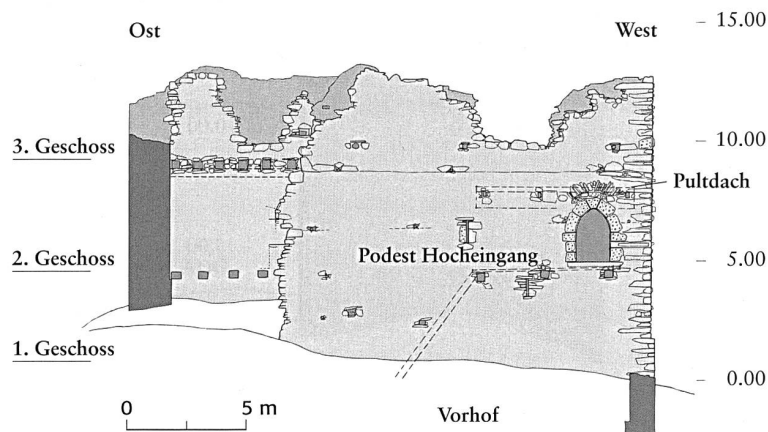 Ost
West
15.00
3. Geschoss
10.00
Pultdach
2. Geschoss
Podest Hocheingang
5.00
1. Geschoss
0.00
0
5 m
Vorhof